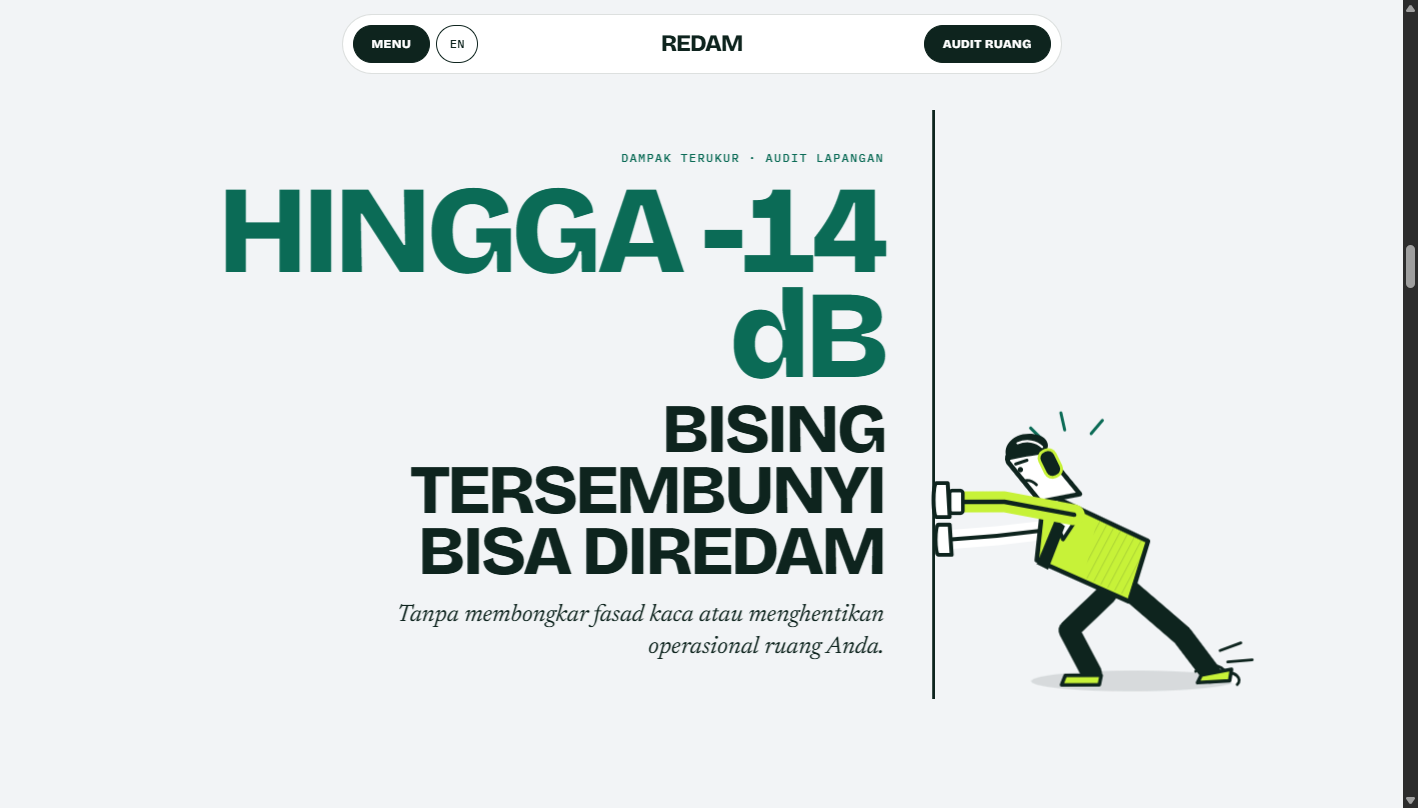 MENU
EN
REDAM
AUDIT RUANG
DAMPAK TERUKUR · AUDIT LAPANGAN
HINGGA -14
dB
BISING
TERSEMBUNYI
BISA DIREDAM
Tanpa membongkar fasad kaca atau menghentikan
operasional ruang Anda.